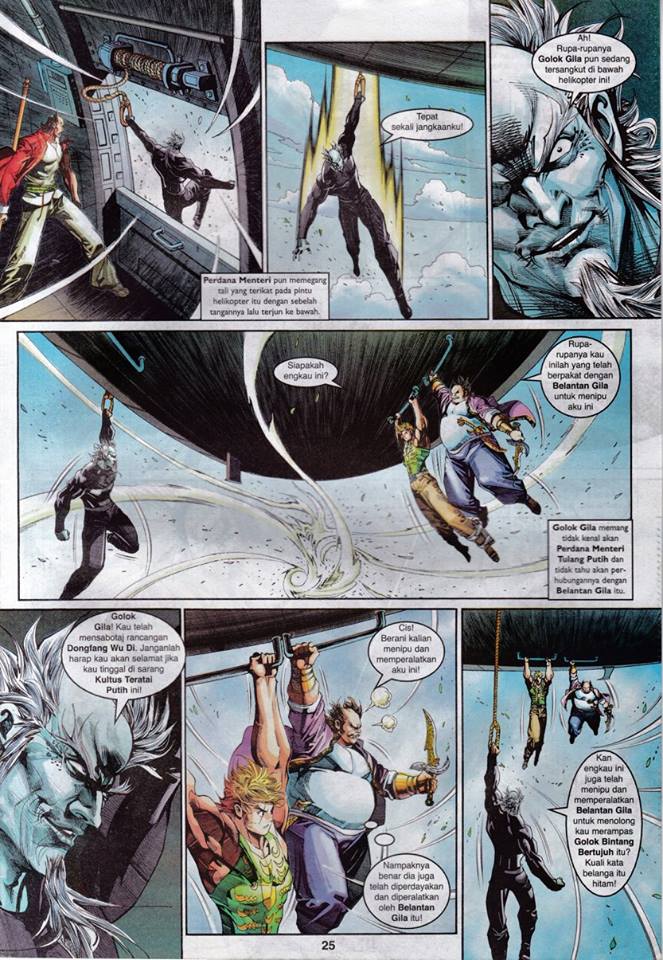 Perdana Menteri pun memegang
tali yang terikat pada pintu
helikopter itu dengan sebelah
tangannya lalu terjun ke bawah.
Tepat
sekali jangkaanku!
Ah!
Rupa-rupanya
Golok Gila pun sedang
tersangkut di bawah
helikopter ini!
Siapakah
engkau ini?
Rupa-
rupanya kau
inilah yang telah
berpakat dengan
Belantan Gila
untuk menipu
aku ini
Golok Gila memang
tidak kenal akan
Perdana Menteri
Tulang Putih dan
tidak tahu akan per-
hubungannya dengan
Belantan Gila itu.
Golok
Gila! Kau telah
mensabotaj rancangan
Dongfang Wu Di. Janganlah
harap kau akan selamat jika
kau tinggal di sarang
Kultus Teratai
Putih ini!
Cis!
Berani kalian
menipu dan
memperalatkan
aku ini!
Nampaknya
benar dia juga
telah diperdayakan
dan diperalatkan
oleh Belantan
Gila itu!
Kan
engkau ini
juga telah
menipu dan
memperalatkan
Belantan Gila
untuk menolong
kau merampas
Golok Bintang
Bertujuh itu?
Kuali kata
belanga itu
hitam!
25